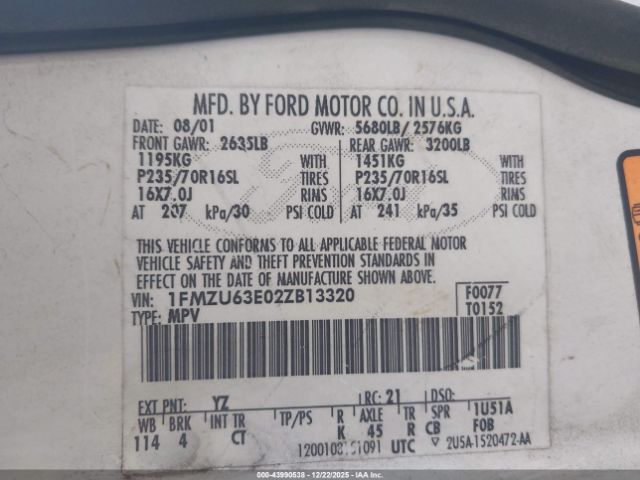 MFD. BY FORD MOTOR CO. IN U.S.A.
DATE: 08/01 GVWR: 5680LB/ 2576KG
FRONT GAWR: 2635LB REAR GAWR: 3200LB
1195KG WITH 1451KG WITH
P235/70R16SL TIRES P235/70R16SL TIRES
16X7.0J RIMS 16X7.0J RIMS
AT 207 kPa/30 PSI COLD AT 241 kPa/35 PSI COLD
THIS VEHICLE CONFORMS TO ALL APPLICABLE FEDERAL MOTOR
VEHICLE SAFETY AND THEFT PREVENTION STANDARDS IN
EFFECT ON THE DATE OF MANUFACTURE SHOWN ABOVE.
VIN: 1FMZU63E02ZB13320 F0077
TYPE: MPV T0152
EXT PNT: YZ RC: 21 DSO:
WB BRK INT TR TP/PS R AXLE TR SPR 1U51A
114 4 CT K 45 R CB FOB
UTC ▽ 2U5A-1520472-AA
© IAA - #43990538 - 12/22/2025 - IAAI.COM